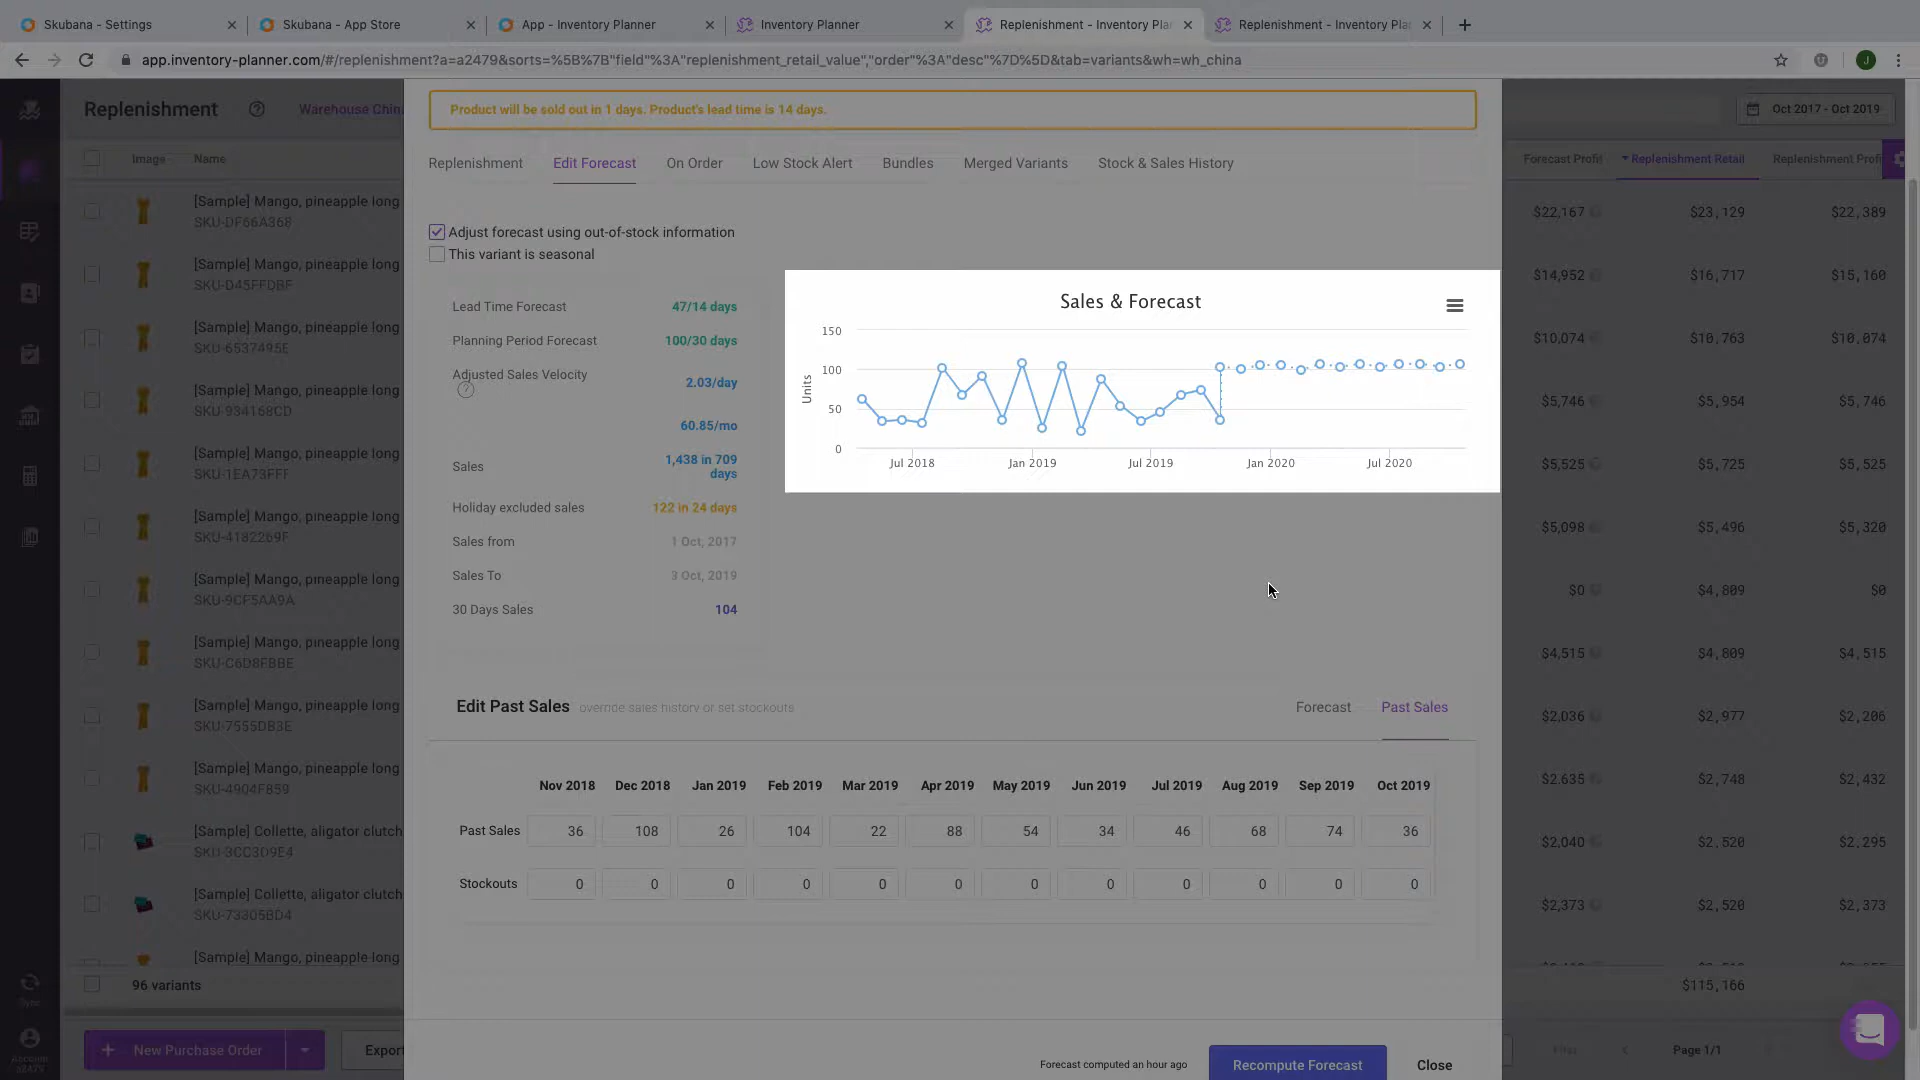 Skubana - Settings
Skubana - App Store
App - Inventory Planner
Inventory Planner
Replenishment - Inventory Pla
Replenishment - Inventory Pla
app.inventory-planner.com/#/replenishment?a=a2479&sorts=%5B%7B"field"%3A"replenishment_retail_value","order"%3A"desc"%7D%5D&tab=variants&wh=wh_china
J
Replenishment
Warehouse China
Product will be sold out in 1 days. Product's lead time is 14 days.
Oct 2017 - Oct 2019
Image
Name
Forecast Profit
Replenishment Retail
Replenishment Profi
Replenishment
Edit Forecast
On Order
Low Stock Alert
Bundles
Merged Variants
Stock & Sales History
Adjust forecast using out-of-stock information
This variant is seasonal
Lead Time Forecast 47/14 days
Planning Period Forecast 100/30 days
Adjusted Sales Velocity 2.03/day
60.85/mo
Sales 1,438 in 709
days
Holiday excluded sales 122 in 24 days
Sales from 1 Oct, 2017
Sales To 3 Oct, 2019
30 Days Sales 104
Sales & Forecast
Units
150
100
50
0
Jul 2018 Jan 2019 Jul 2019 Jan 2020 Jul 2020
[Sample] Mango, pineapple long
SKU-DF66A368
$22,167 $23,129 $22,389
[Sample] Mango, pineapple long
SKU-D45FFDBF
$14,952 $16,717 $15,160
[Sample] Mango, pineapple long
SKU-6537495E
$10,074 $10,763 $10,074
[Sample] Mango, pineapple long
SKU-934168CD
$5,746 $5,954 $5,746
[Sample] Mango, pineapple long
SKU-1EA73FFF
$5,525 $5,725 $5,525
[Sample] Mango, pineapple long
SKU-4182269F
$5,098 $5,496 $5,320
[Sample] Mango, pineapple long
SKU-9CF5AA9A
$0 $4,809 $0
[Sample] Mango, pineapple long
SKU-C6D8FBBE
$4,515 $4,809 $4,515
[Sample] Mango, pineapple long
SKU-7555DB3E
$2,036 $2,977 $2,206
[Sample] Mango, pineapple long
SKU-4904F859
$2,635 $2,748 $2,432
[Sample] Collette, aligator clutch
SKU-3CC3D9E4
$2,040 $2,520 $2,295
[Sample] Collette, aligator clutch
SKU-73305BD4
$2,373 $2,520 $2,373
[Sample] Mango, pineapple long
Edit Past Sales override sales history or set stockouts
Forecast
Past Sales
Nov 2018 Dec 2018 Jan 2019 Feb 2019 Mar 2019 Apr 2019 May 2019 Jun 2019 Jul 2019 Aug 2019 Sep 2019 Oct 2019
Past Sales 36 108 26 104 22 88 54 34 46 68 74 36
Stockouts 0 0 0 0 0 0 0 0 0 0 0 0
96 variants
$115,166
Sync
Account
a2479
New Purchase Order
Export
Forecast computed an hour ago
Recompute Forecast
Close
Page 1/1